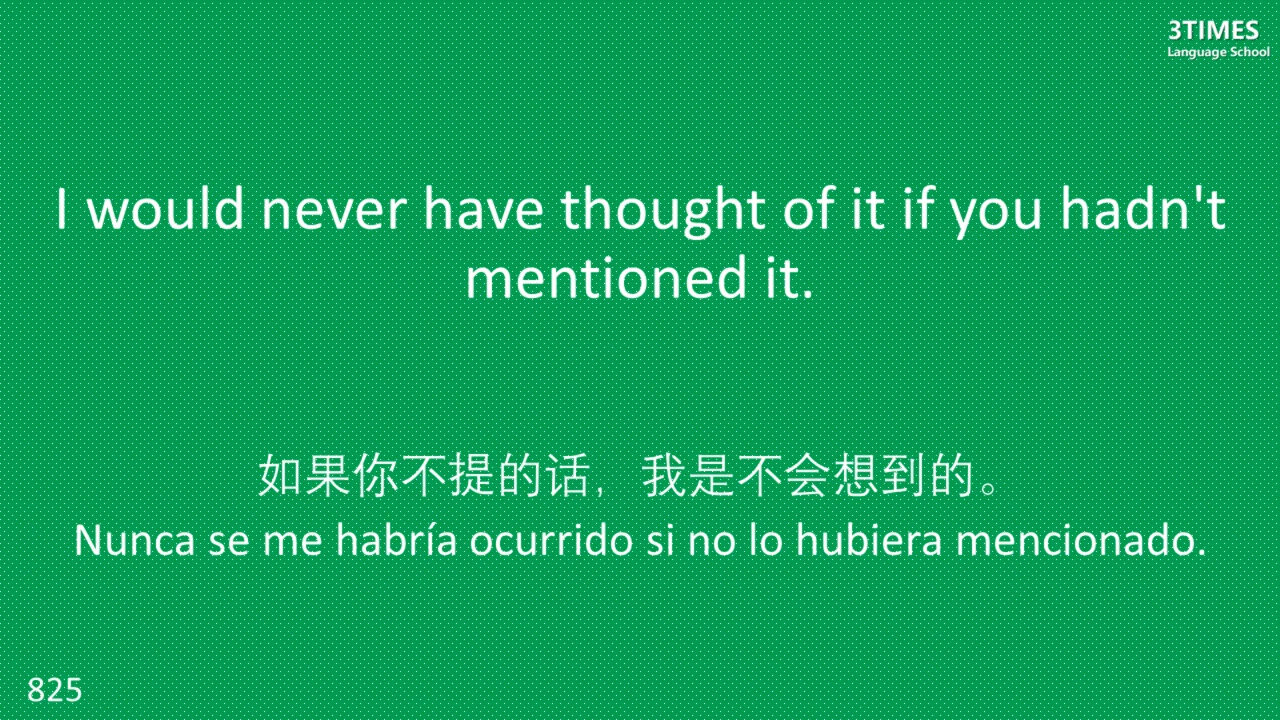 3TIMES
Language School
I would never have thought of it if you hadn't
mentioned it.
如果你不提的话，我是不会想到的。
Nunca se me habría ocurrido si no lo hubiera mencionado.
825